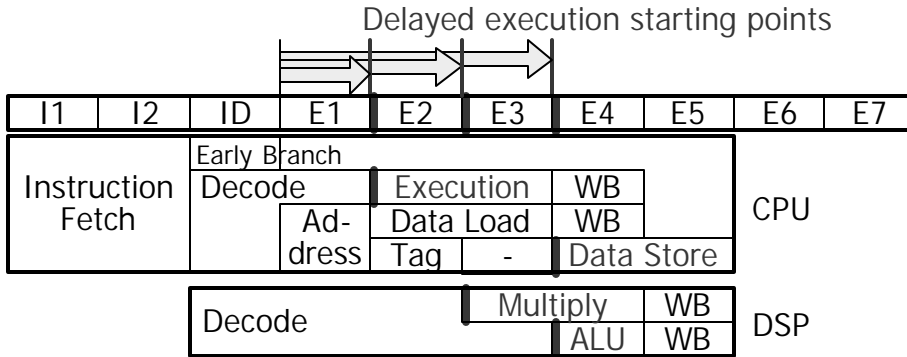 Delayed execution starting points
I1 I2 ID E1 E2 E3 E4 E5 E6 E7
Early Branch
Instruction Fetch
Decode Execution WB
CPU
Ad-dress
Data Load WB
Tag - Data Store
Decode
Multiply WB
DSP
ALU WB